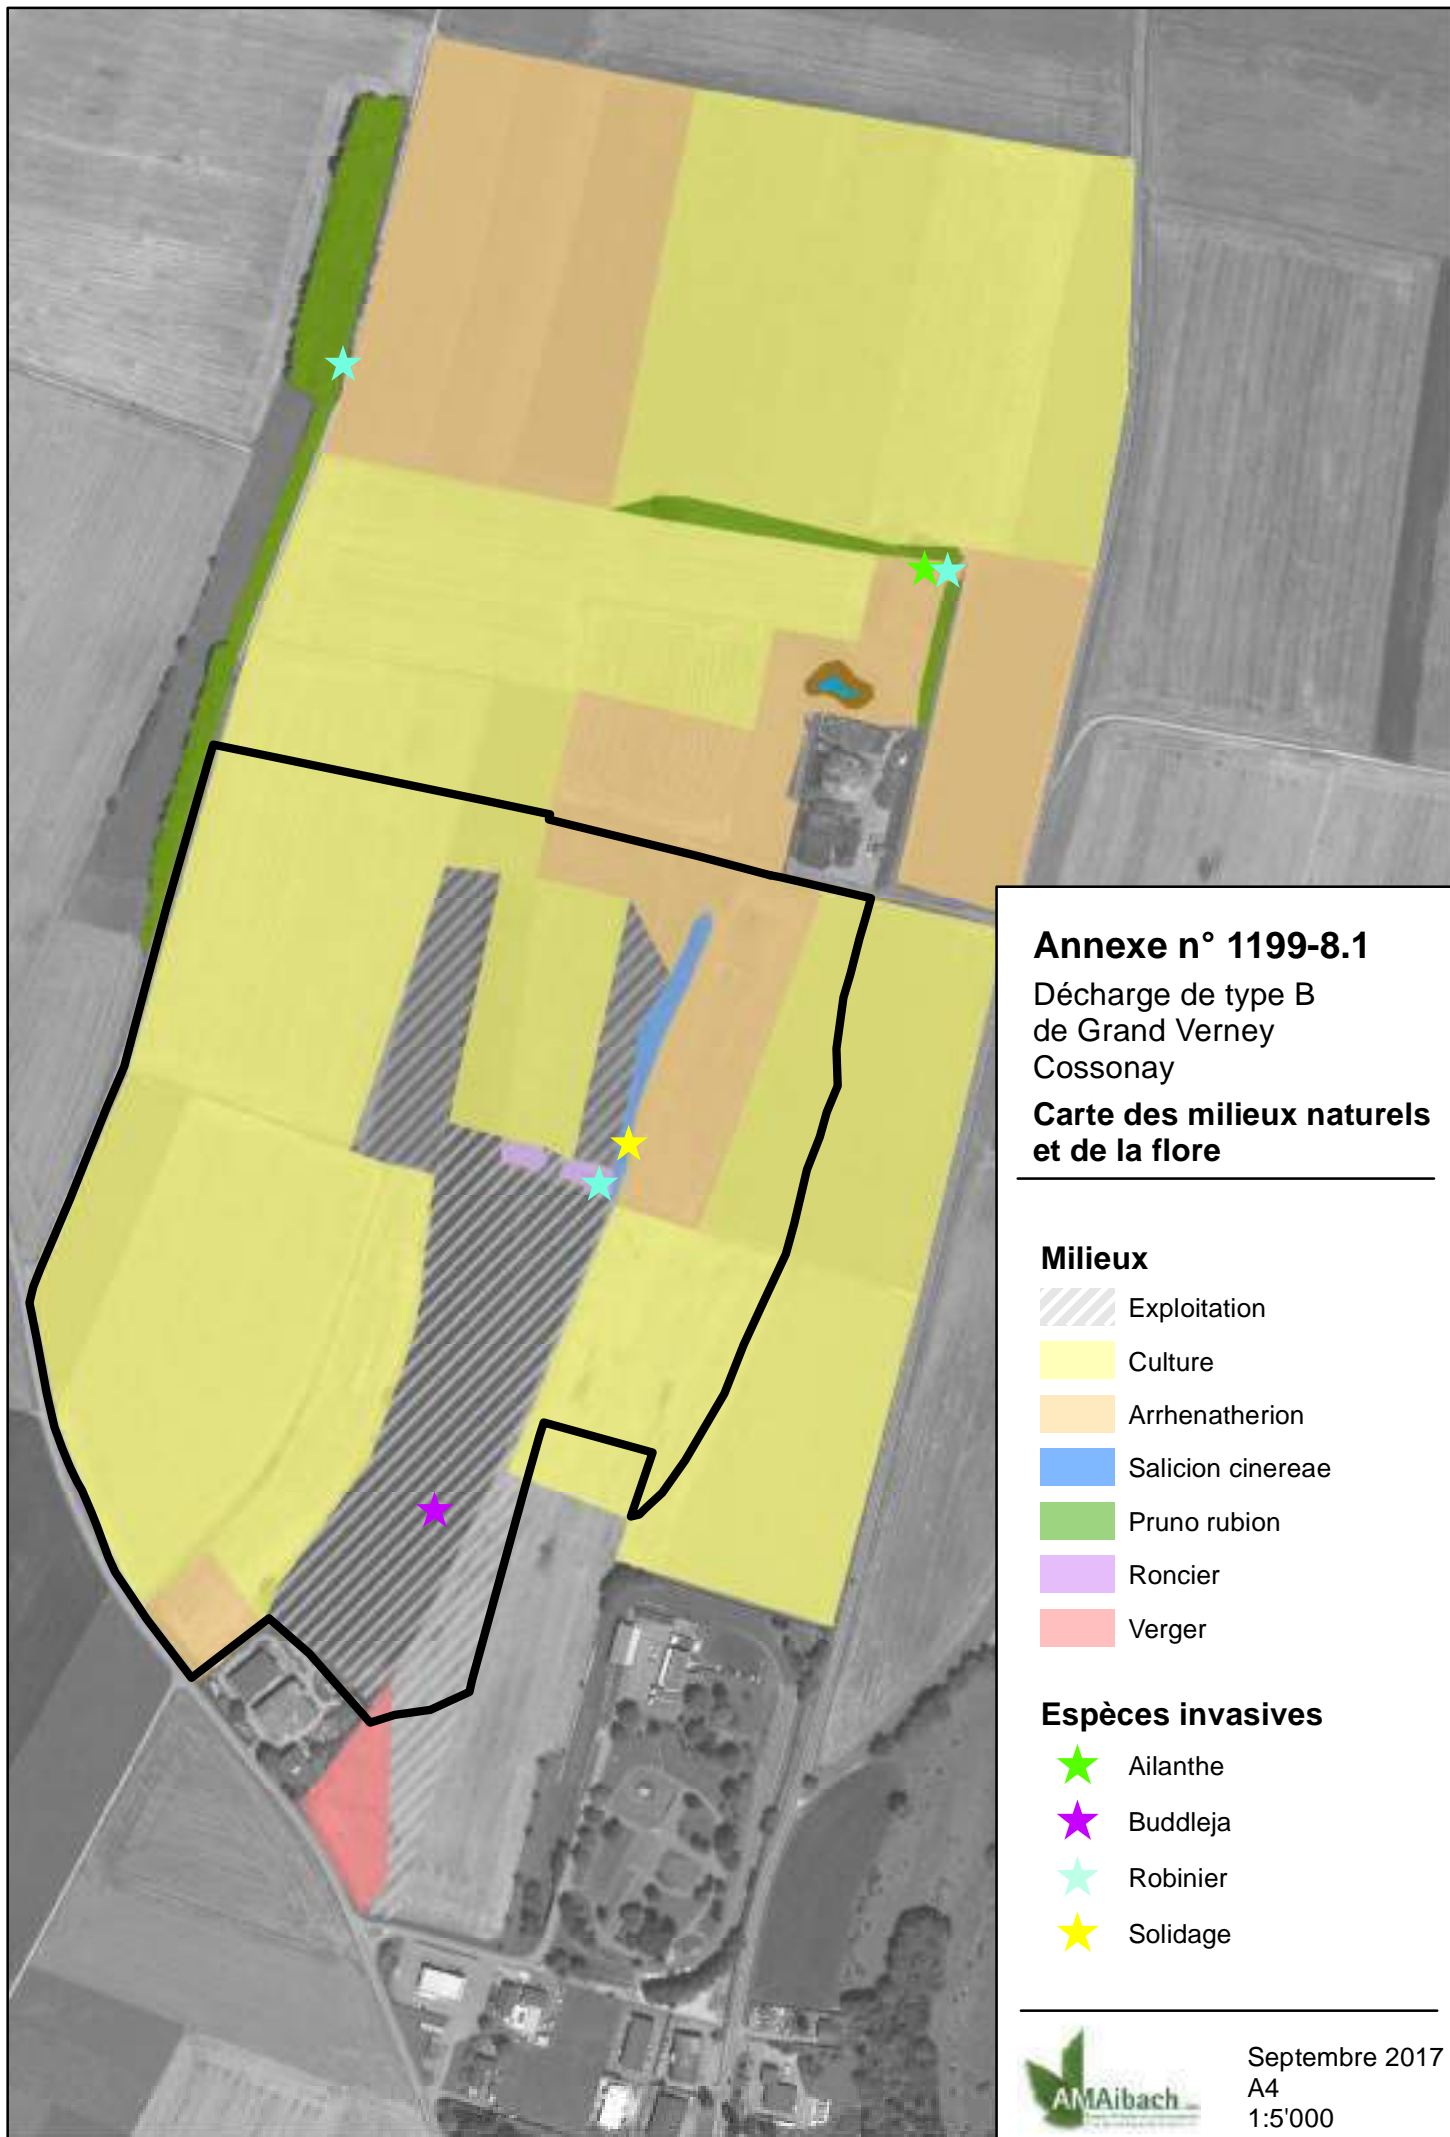 Annexe n° 1199-8.1
Décharge de type B
de Grand Verney
Cossonay
Carte des milieux naturels
et de la flore
Milieux
Exploitation
Culture
Arrhenatherion
Salicion cinereae
Pruno rubion
Roncier
Verger
Espèces invasives
Ailanthe
Buddleja
Robinier
Solidage
AMAibach
Septembre 2017
A4
1:5'000